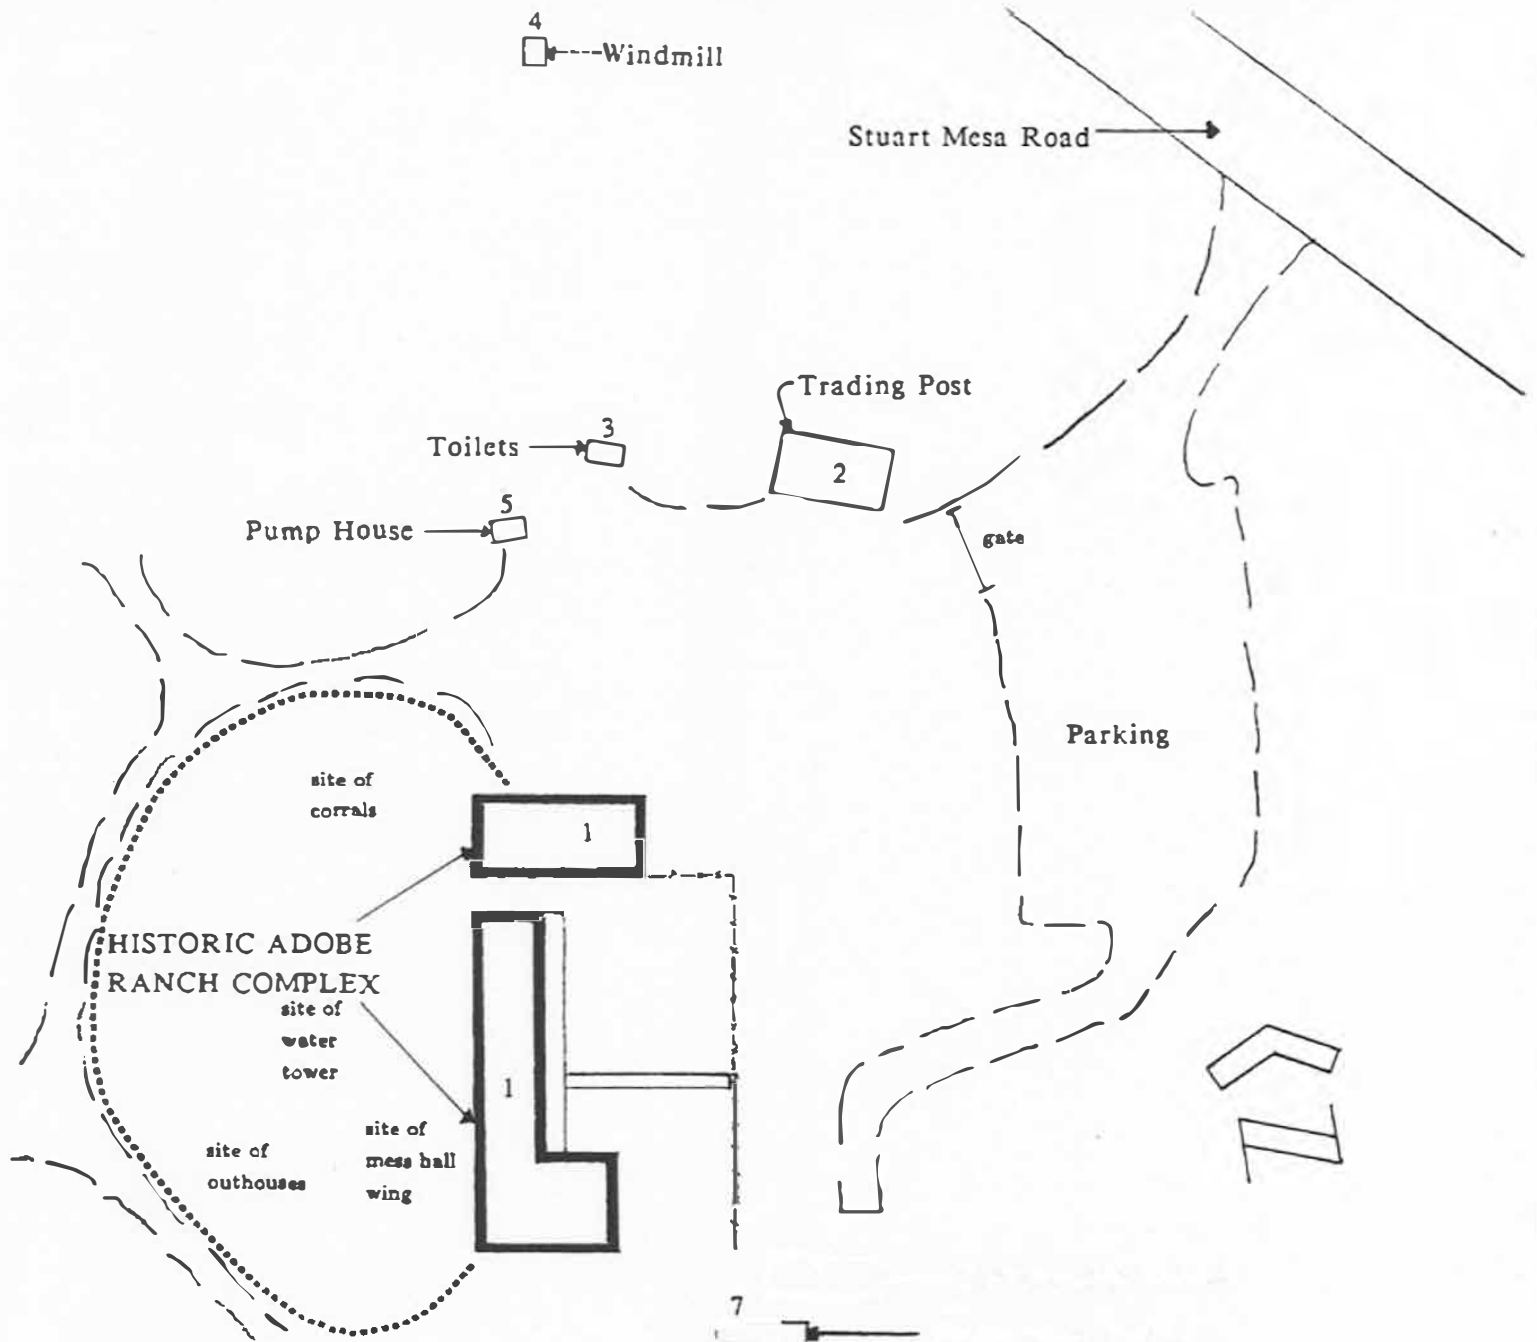 4
Windmill
Stuart Mesa Road
Trading Post
3
Toilets
2
5
Pump House
gate
Parking
site of
corrals
1
HISTORIC ADOBE
RANCH COMPLEX
site of
water
tower
1
site of
mess hall
wing
site of
outhouses
N
7